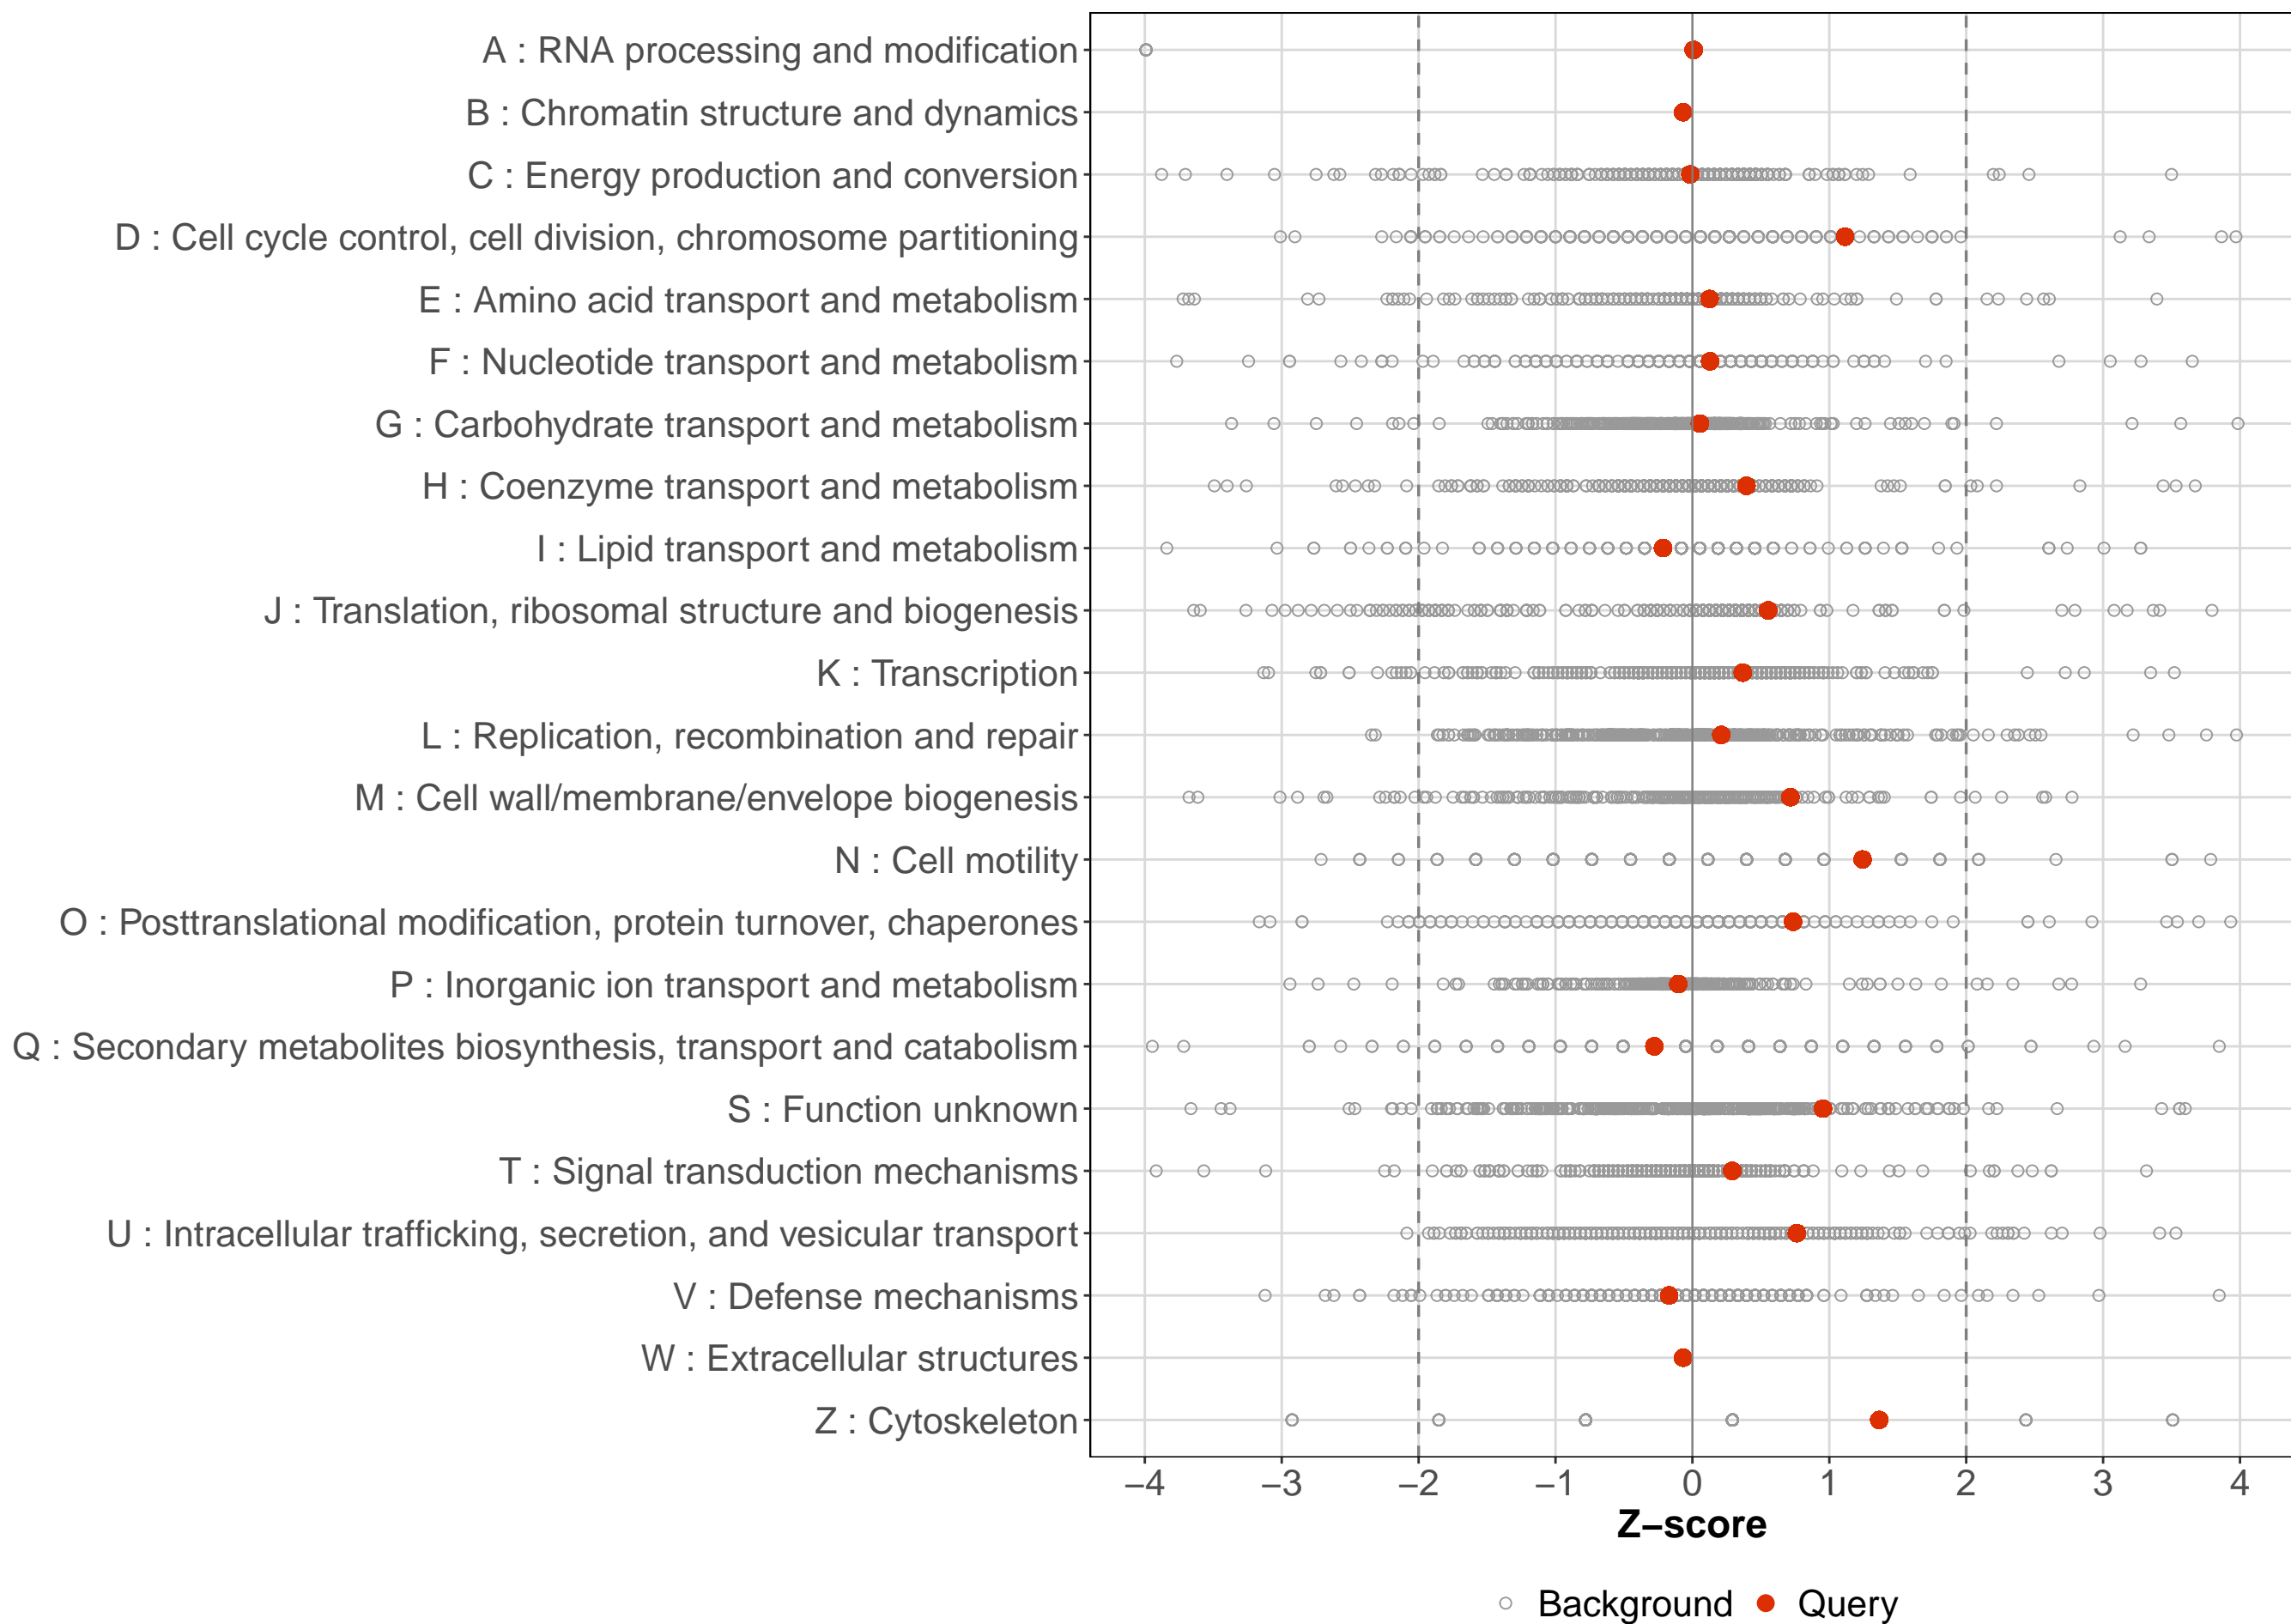 A : RNA processing and modification
B : Chromatin structure and dynamics
C : Energy production and conversion
D : Cell cycle control, cell division, chromosome partitioning
E : Amino acid transport and metabolism
F : Nucleotide transport and metabolism
G : Carbohydrate transport and metabolism
H : Coenzyme transport and metabolism
I : Lipid transport and metabolism
J : Translation, ribosomal structure and biogenesis
K : Transcription
L : Replication, recombination and repair
M : Cell wall/membrane/envelope biogenesis
N : Cell motility
O : Posttranslational modification, protein turnover, chaperones
P : Inorganic ion transport and metabolism
Q : Secondary metabolites biosynthesis, transport and catabolism
S : Function unknown
T : Signal transduction mechanisms
U : Intracellular trafficking, secretion, and vesicular transport
V : Defense mechanisms
W : Extracellular structures
Z : Cytoskeleton
−4 −3 −2 −1 0 1 2 3 4
Z−score
Background Query